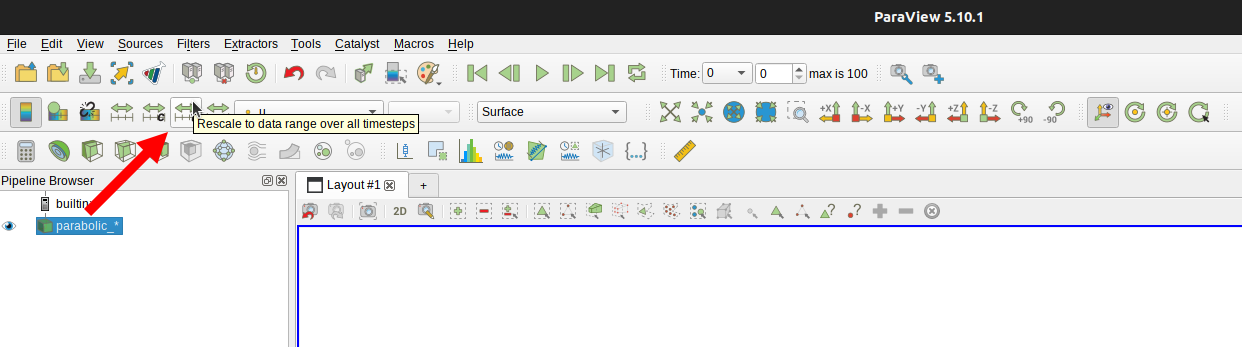 ParaView 5.10.1
File Edit View Sources Filters Extractors Tools Catalyst Macros Help
Time: 0 0 max is 100
u Surface +X -X +Y -Y +Z -Z +90 -90
Rescale to data range over all timesteps
Pipeline Browser
Layout #1 +
builtin
parabolic_*
2D